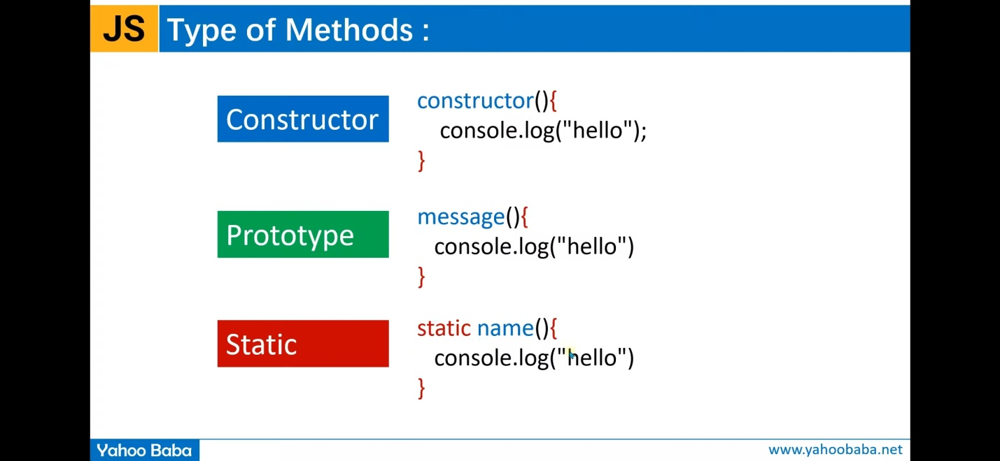 JS Type of Methods :
Constructor
constructor(){
console.log("hello");
}
Prototype
message(){
console.log("hello")
}
Static
static name(){
console.log("hello")
}
Yahoo Baba
www.yahoobaba.net